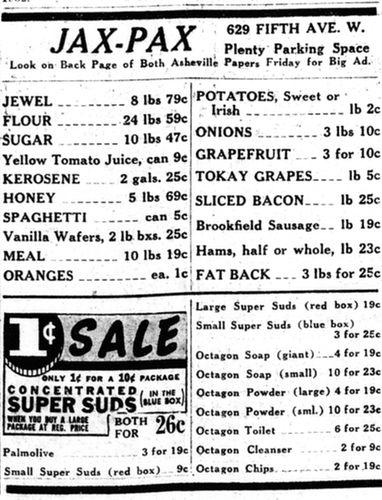 JAX-PAX
629 FIFTH AVE. W.
Plenty Parking Space
Look on Back Page of Both Asheville Papers Friday for Big Ad.
JEWEL 8 lbs 79c
FLOUR 24 lbs 59c
SUGAR 10 lbs 47c
Yellow Tomato Juice, can 9c
KEROSENE 2 gals. 25c
HONEY 5 lbs 69c
SPAGHETTI can 5c
Vanilla Wafers, 2 lb bxs. 25c
MEAL 10 lbs 19c
ORANGES ea. 1c
POTATOES, Sweet or
Irish lb 2c
ONIONS 3 lbs 10c
GRAPEFRUIT 3 for 10c
TOKAY GRAPES lb 5c
SLICED BACON lb 25c
Brookfield Sausage lb 19c
Hams, half or whole, lb 23c
FAT BACK 3 lbs for 25c
1¢ SALE
ONLY 1¢ FOR A 10¢ PACKAGE
CONCENTRATED
SUPER SUDS (IN THE BLUE BOX)
WHEN YOU BUY A LARGE
PACKAGE AT REG. PRICE
BOTH FOR 26c
Palmolive 3 for 19c
Small Super Suds (red box) 9c
Large Super Suds (red box) 19c
Small Super Suds (blue box)
3 for 25c
Octagon Soap (giant) 4 for 19c
Octagon Soap (small) 10 for 23c
Octagon Powder (large) 4 for 19c
Octagon Powder (sml.) 10 for 23c
Octagon Toilet 6 for 25c
Octagon Cleanser 2 for 9c
Octagon Chips 2 for 19c